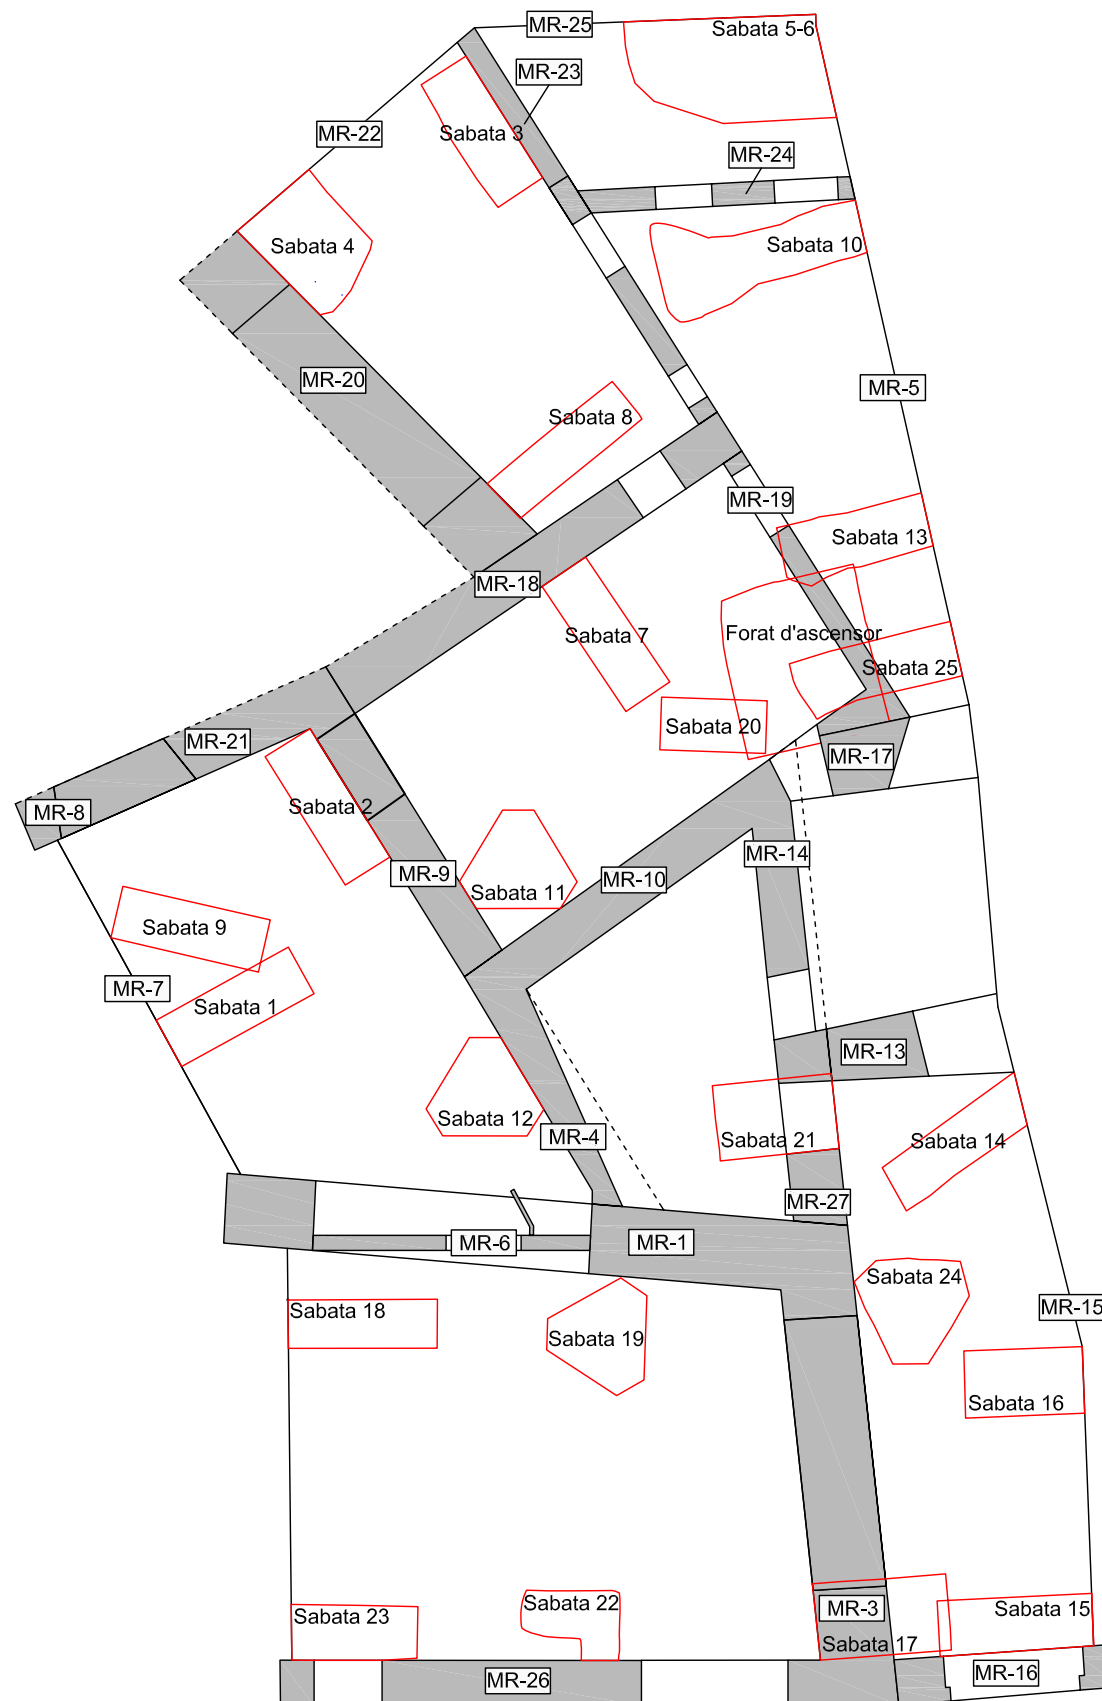 MR-25
Sabata 5-6
MR-23
MR-22
Sabata 3
MR-24
Sabata 4
Sabata 10
MR-20
MR-5
Sabata 8
MR-19
Sabata 13
MR-18
Sabata 7
Forat d'ascensor
Sabata 25
Sabata 20
MR-21
MR-17
MR-8
Sabata 2
MR-14
MR-9
MR-10
Sabata 11
Sabata 9
MR-7
Sabata 1
MR-13
Sabata 12
MR-4
Sabata 21
Sabata 14
MR-27
MR-6
MR-1
Sabata 24
Sabata 18
MR-15
Sabata 19
Sabata 16
Sabata 22
MR-3
Sabata 15
Sabata 23
Sabata 17
MR-26
MR-16